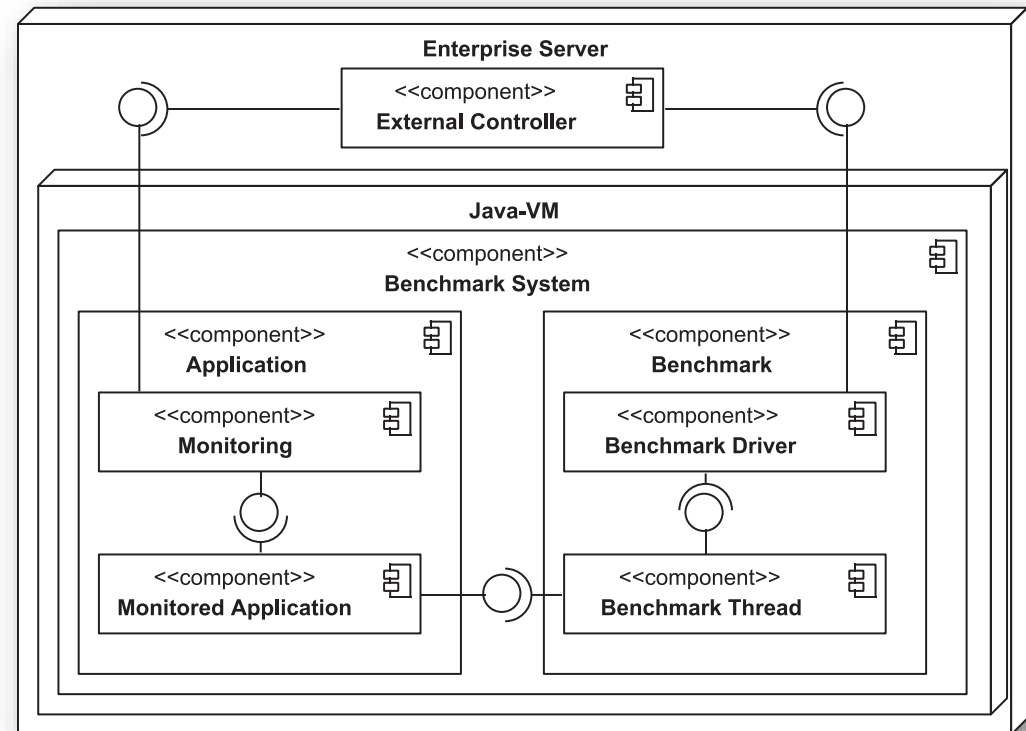 Enterprise Server
<<component>>
External Controller
Java-VM
<<component>>
Benchmark System
<<component>>
Application
<<component>>
Monitoring
<<component>>
Monitored Application
<<component>>
Benchmark
<<component>>
Benchmark Driver
<<component>>
Benchmark Thread